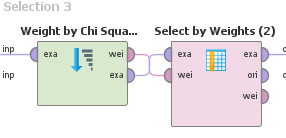 Selection 3
Weight by Chi Squa...
Select by Weights (2)
inp
exa
wei
exa
exa
inp
exa
wei
ori
wei